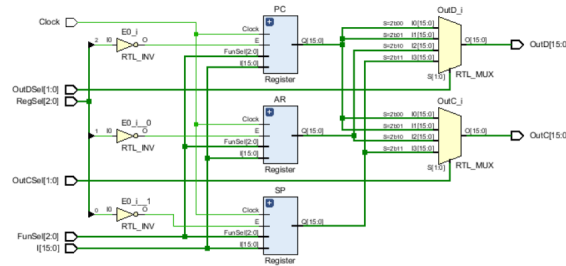 PC
OutD_i
Clock
E0_i
2 I0 O
RTL_INV
Clock
E
FunSel[2:0]
I[15:0]
Q[15:0]
Register
S=2'b00 I0[15:0]
S=2'b01 I1[15:0]
S=2'b10 I2[15:0]
S=2'b11 I3[15:0]
O[15:0]
S[1:0]
RTL_MUX
OutD[15:0]
OutDSel[1:0]
RegSel[2:0]
AR
OutC_i
E0_i__0
1 I0 O
RTL_INV
Clock
E
FunSel[2:0]
I[15:0]
Q[15:0]
Register
S=2'b00 I0[15:0]
S=2'b01 I1[15:0]
S=2'b10 I2[15:0]
S=2'b11 I3[15:0]
O[15:0]
S[1:0]
RTL_MUX
OutC[15:0]
OutCSel[1:0]
SP
E0_i__1
0 I0 O
RTL_INV
Clock
E
FunSel[2:0]
I[15:0]
Q[15:0]
Register
FunSel[2:0]
I[15:0]